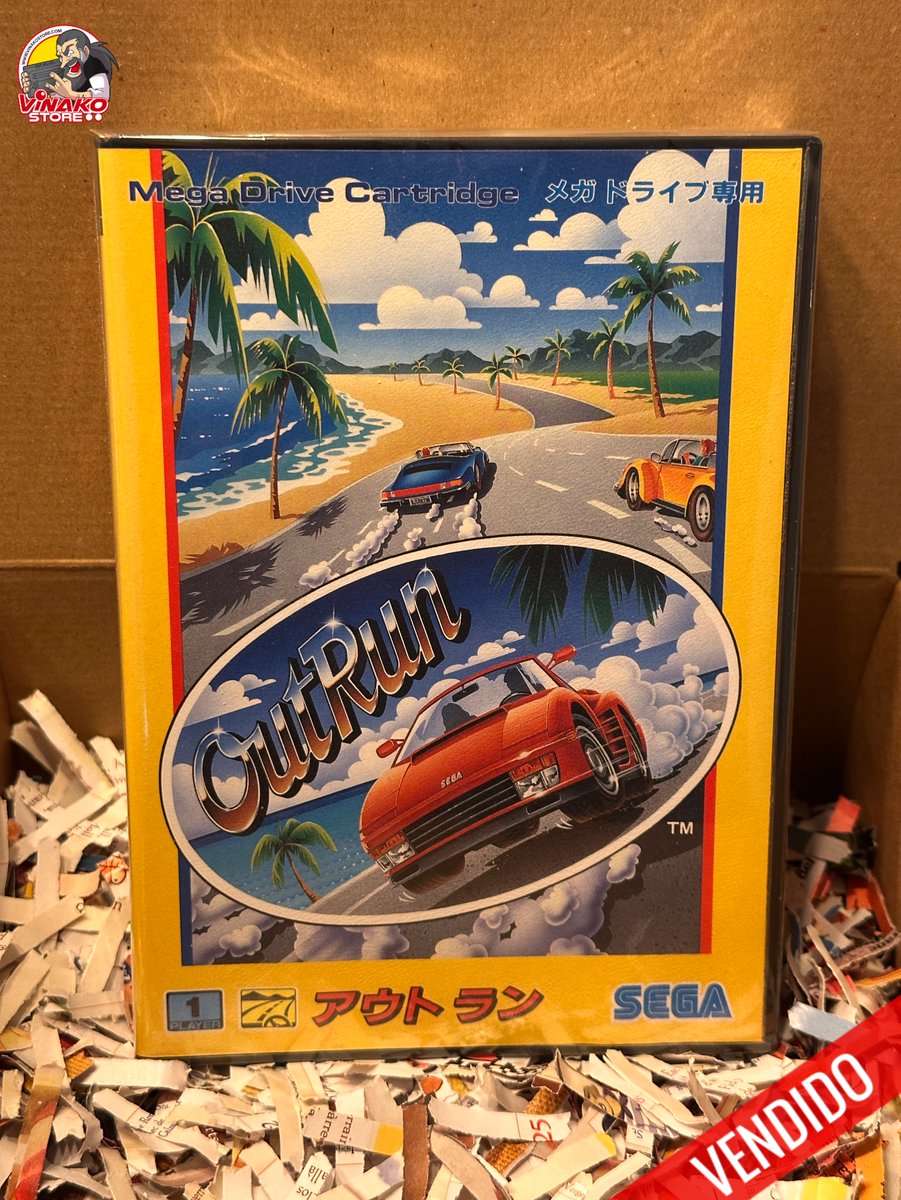 VINAKO
STORE
Mega Drive Cartridge メガドライブ専用
OutRun
SEGA
TM
1
PLAYER
アウトラン
SEGA
VENDIDO